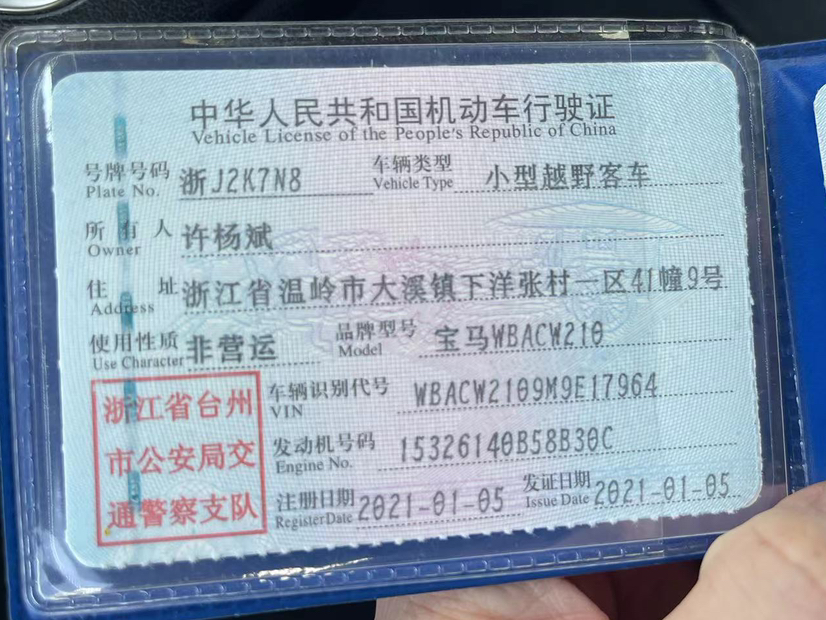 中华人民共和国机动车行驶证
Vehicle License of the People's Republic of China
号牌号码 浙J2K7N8 车辆类型 小型越野客车
Plate No. Vehicle Type
所有人 许杨斌
Owner
住址 浙江省温岭市大溪镇下洋张村一区41幢9号
Address
使用性质 非营运 品牌型号 宝马WBACW210
Use Character Model
浙江省台州
市公安局交
通警察支队
车辆识别代号 WBACW2109M9E17964
VIN
发动机号码 15326140B58B30C
Engine No.
注册日期 2021-01-05 发证日期 2021-01-05
Register Date Issue Date